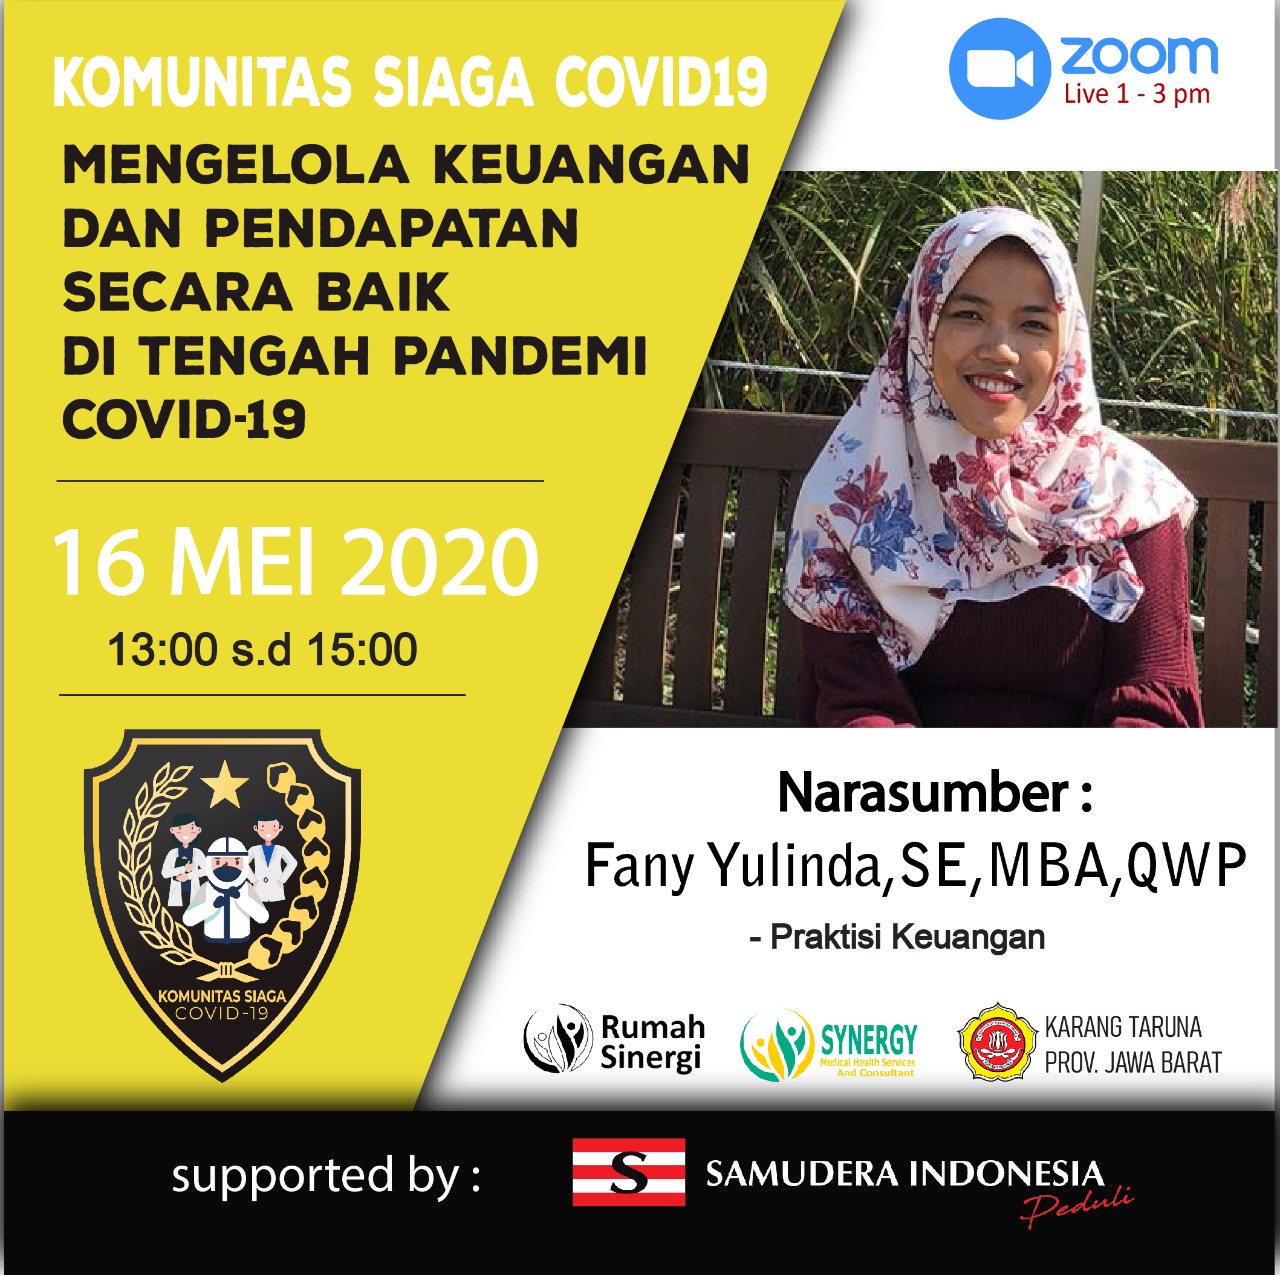 KOMUNITAS SIAGA COVID19
zoom
Live 1 - 3 pm
MENGELOLA KEUANGAN
DAN PENDAPATAN
SECARA BAIK
DI TENGAH PANDEMI
COVID-19
16 MEI 2020
13:00 s.d 15:00
KOMUNITAS SIAGA
COVID-19
Narasumber :
Fany Yulinda,SE,MBA,QWP
- Praktisi Keuangan
Rumah
Sinergi
SYNERGY
Medical Health Services
And Consultant
KARANG TARUNA
PROV. JAWA BARAT
supported by :
S
SAMUDERA INDONESIA
Peduli